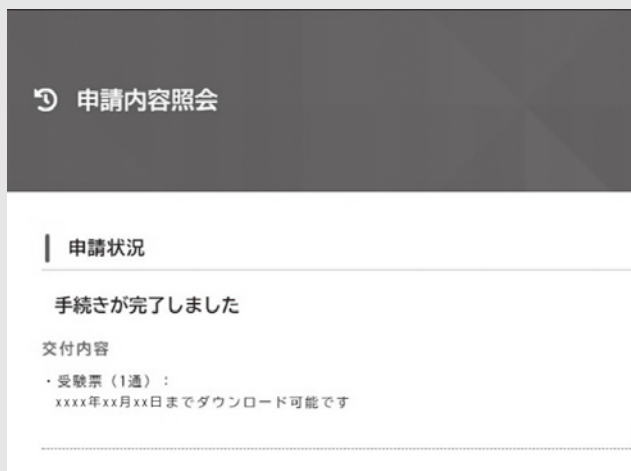 申請内容照会
申請状況
手続きが完了しました
交付内容
・受験票（1通）：
xxxx年xx月xx日までダウンロード可能です